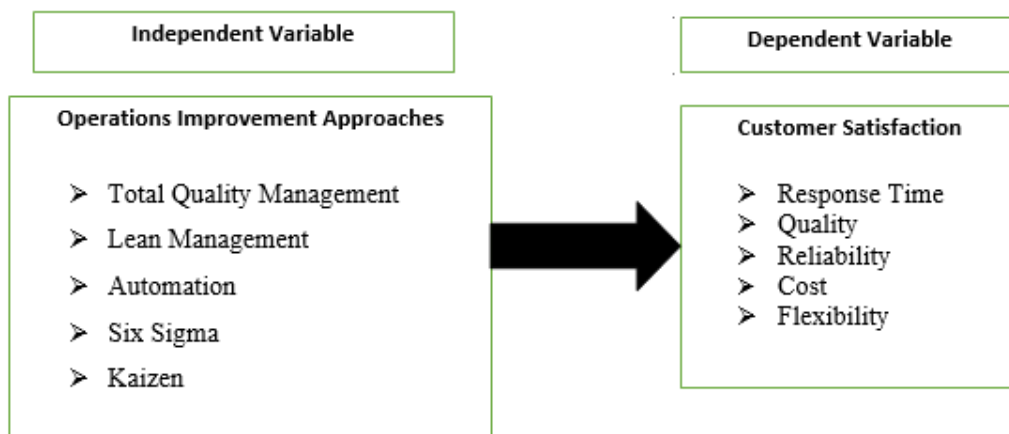 Independent Variable
Dependent Variable
Operations Improvement Approaches
➢ Total Quality Management
➢ Lean Management
➢ Automation
➢ Six Sigma
➢ Kaizen
Customer Satisfaction
➢ Response Time
➢ Quality
➢ Reliability
➢ Cost
➢ Flexibility